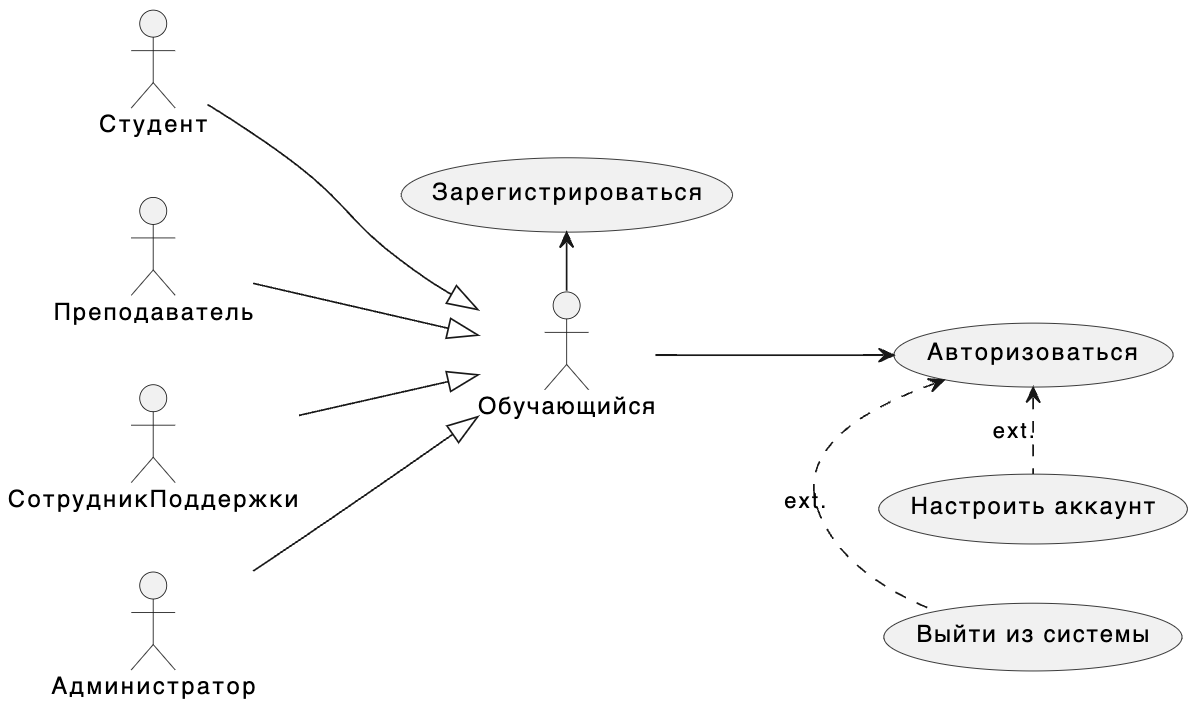 Студент
Зарегистрироваться
Преподаватель
Авторизоваться
Обучающийся
ext.
СотрудникПоддержки
ext.
Настроить аккаунт
Выйти из системы
Администратор